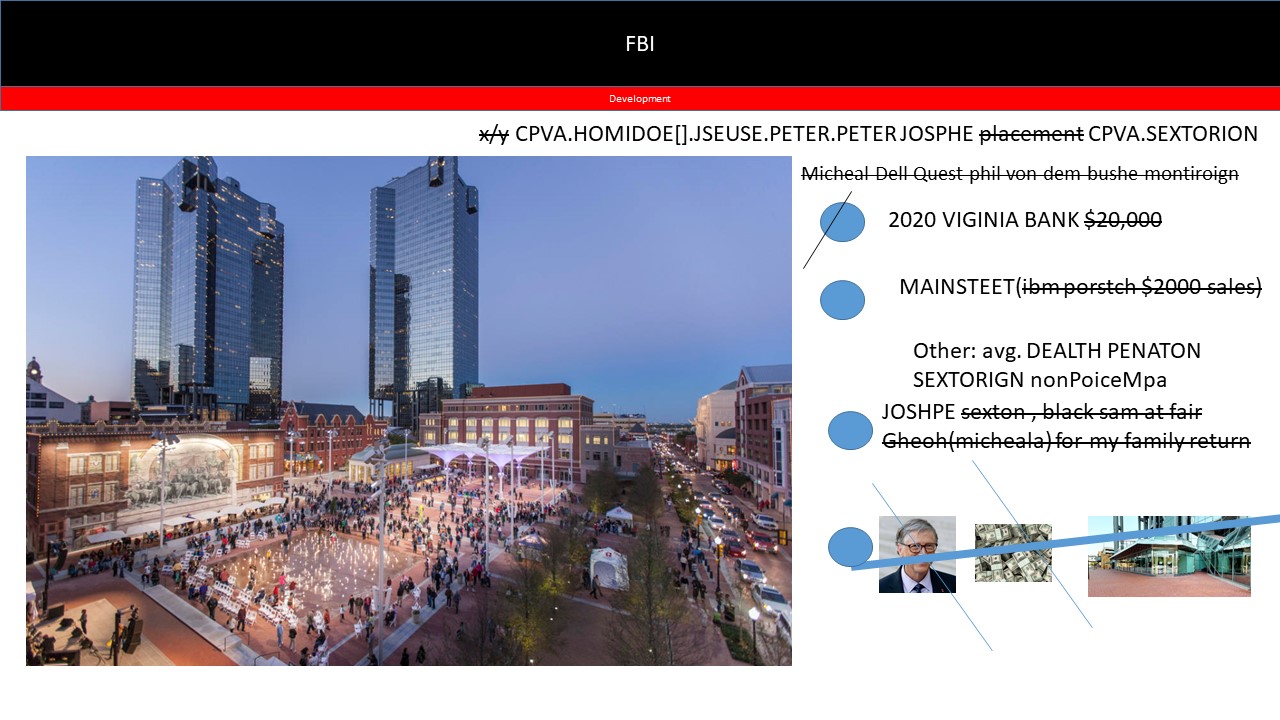 FBI
Development
x/y CPVA.HOMIDOE[].JSEUSE.PETER.PETER JOSPHE placement CPVA.SEXTORION
Micheal Dell Quest phil von dem bushe montiroign
2020 VIGINIA BANK $20,000
MAINSTEET(ibm porstch $2000 sales)
Other: avg. DEALTH PENATON
SEXTORIGN nonPoiceMpa
JOSHPE sexton , black sam at fair
Gheoh(micheala) for my family return